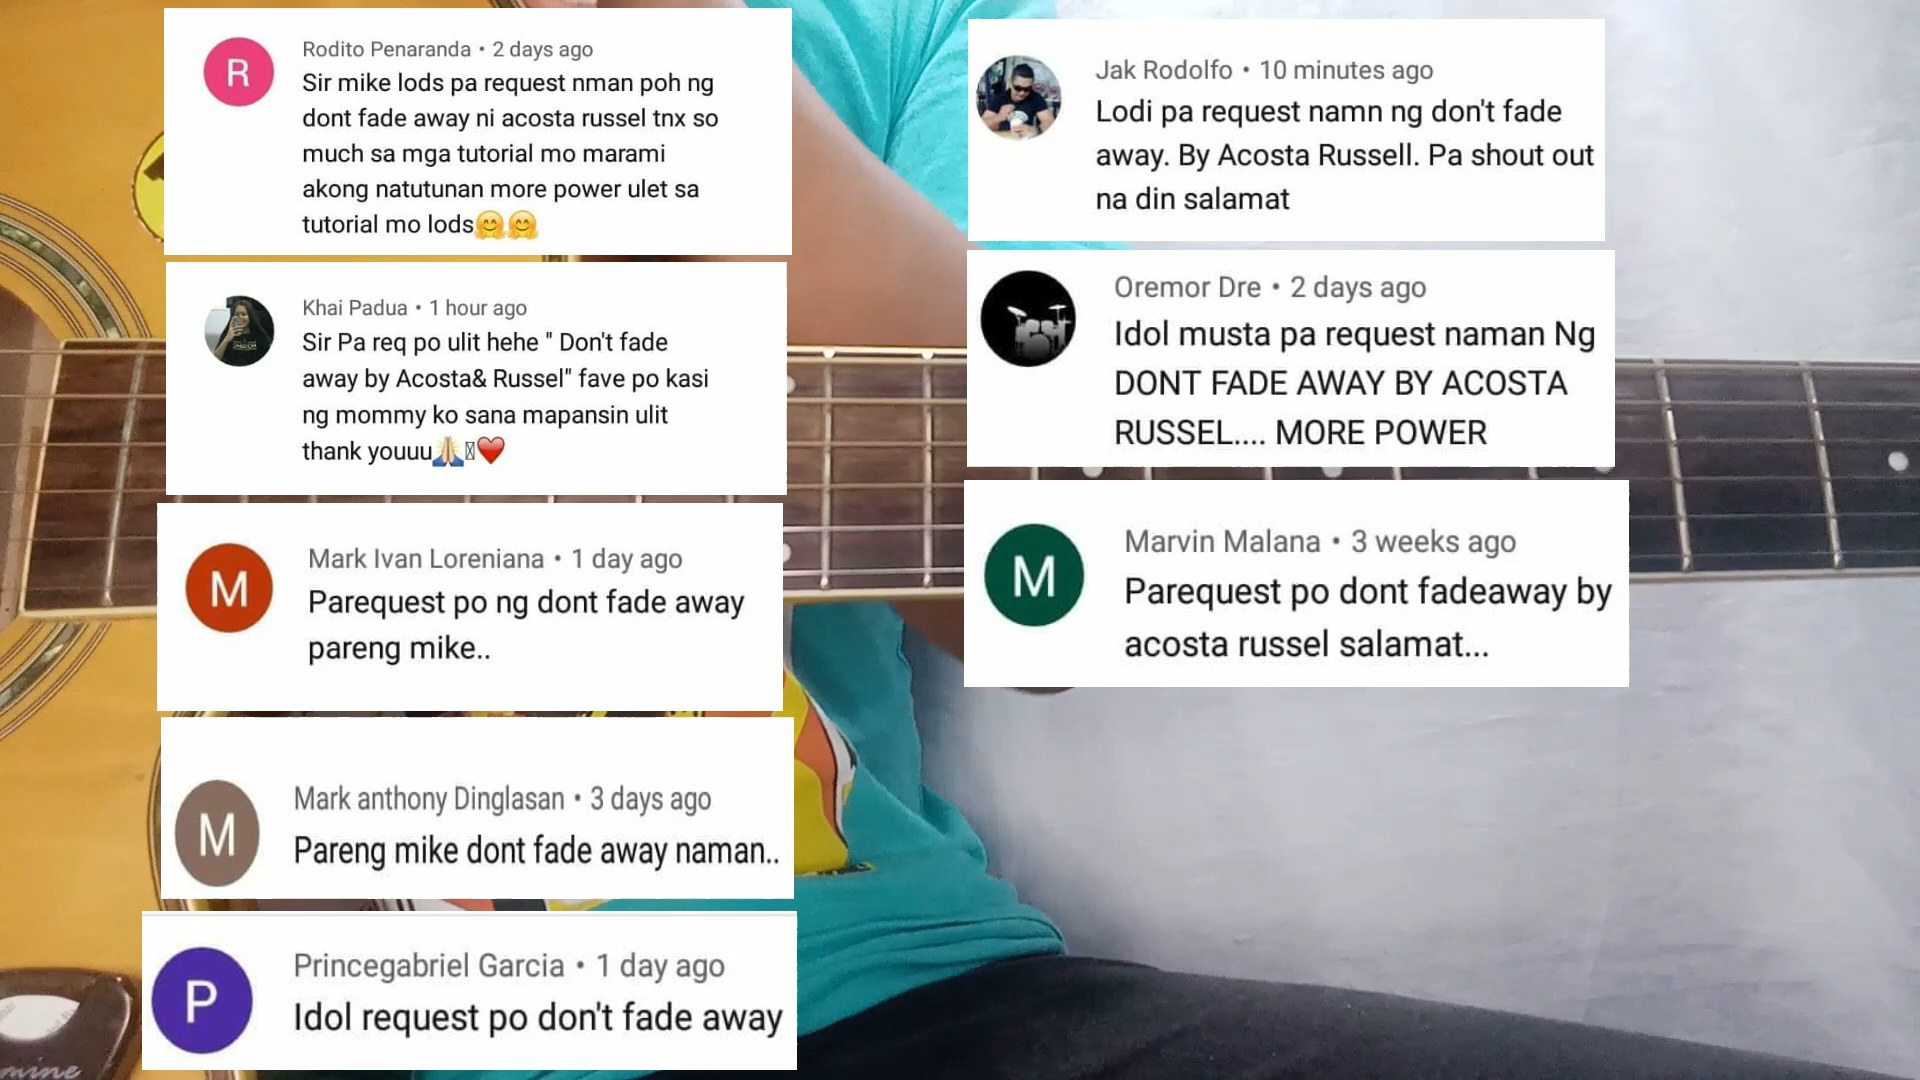 Rodito Penaranda • 2 days ago
Sir mike lods pa request nman poh ng
dont fade away ni acosta russel tnx so
much sa mga tutorial mo marami
akong natutunan more power ulet sa
tutorial mo lods🤗🤗
Khai Padua • 1 hour ago
Sir Pa req po ulit hehe " Don't fade
away by Acosta& Russel" fave po kasi
ng mommy ko sana mapansin ulit
thank youuu🙏🏻❤️
M
Mark Ivan Loreniana • 1 day ago
Parequest po ng dont fade away
pareng mike..
M
Mark anthony Dinglasan • 3 days ago
Pareng mike dont fade away naman..
P
Princegabriel Garcia • 1 day ago
Idol request po don't fade away
R
Jak Rodolfo • 10 minutes ago
Lodi pa request namn ng don't fade
away. By Acosta Russell. Pa shout out
na din salamat
Oremor Dre • 2 days ago
Idol musta pa request naman Ng
DONT FADE AWAY BY ACOSTA
RUSSEL.... MORE POWER
M
Marvin Malana • 3 weeks ago
Parequest po dont fadeaway by
acosta russel salamat...
mine